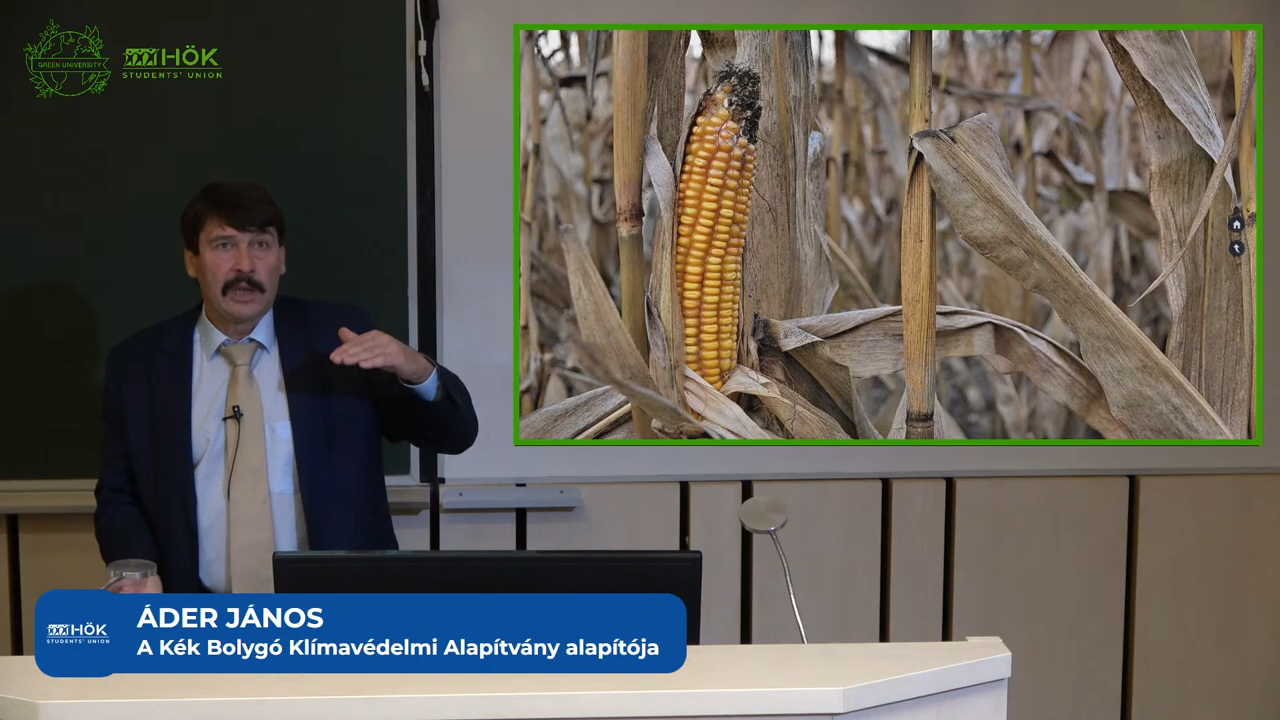 GREEN UNIVERSITY
HÖK
STUDENTS' UNION
HÖK
STUDENTS' UNION
ÁDER JÁNOS
A Kék Bolygó Klímavédelmi Alapítvány alapítója